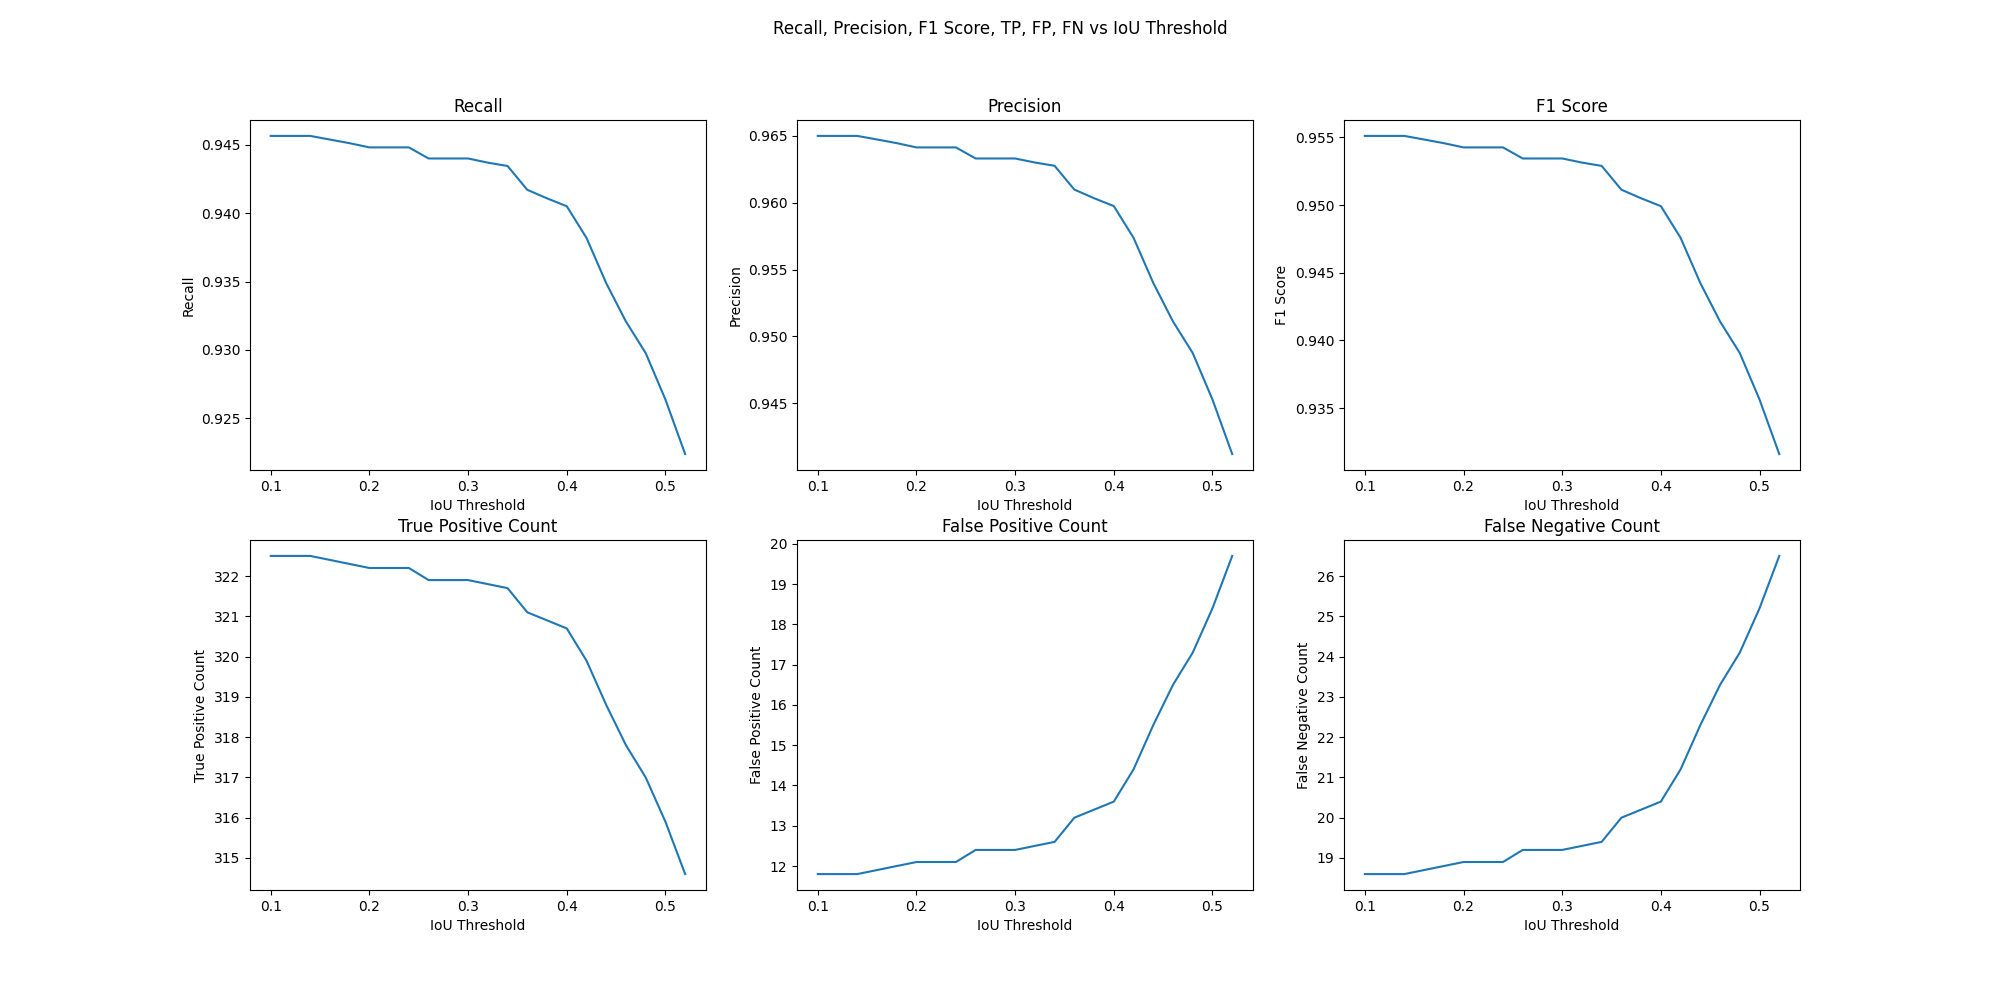 Recall, Precision, F1 Score, TP, FP, FN vs IoU Threshold
Recall
Recall
0.945
0.940
0.935
0.930
0.925
0.1 0.2 0.3 0.4 0.5
IoU Threshold
Precision
Precision
0.965
0.960
0.955
0.950
0.945
0.1 0.2 0.3 0.4 0.5
IoU Threshold
F1 Score
F1 Score
0.955
0.950
0.945
0.940
0.935
0.1 0.2 0.3 0.4 0.5
IoU Threshold
True Positive Count
True Positive Count
322
321
320
319
318
317
316
315
0.1 0.2 0.3 0.4 0.5
IoU Threshold
False Positive Count
False Positive Count
20
19
18
17
16
15
14
13
12
0.1 0.2 0.3 0.4 0.5
IoU Threshold
False Negative Count
False Negative Count
26
25
24
23
22
21
20
19
0.1 0.2 0.3 0.4 0.5
IoU Threshold